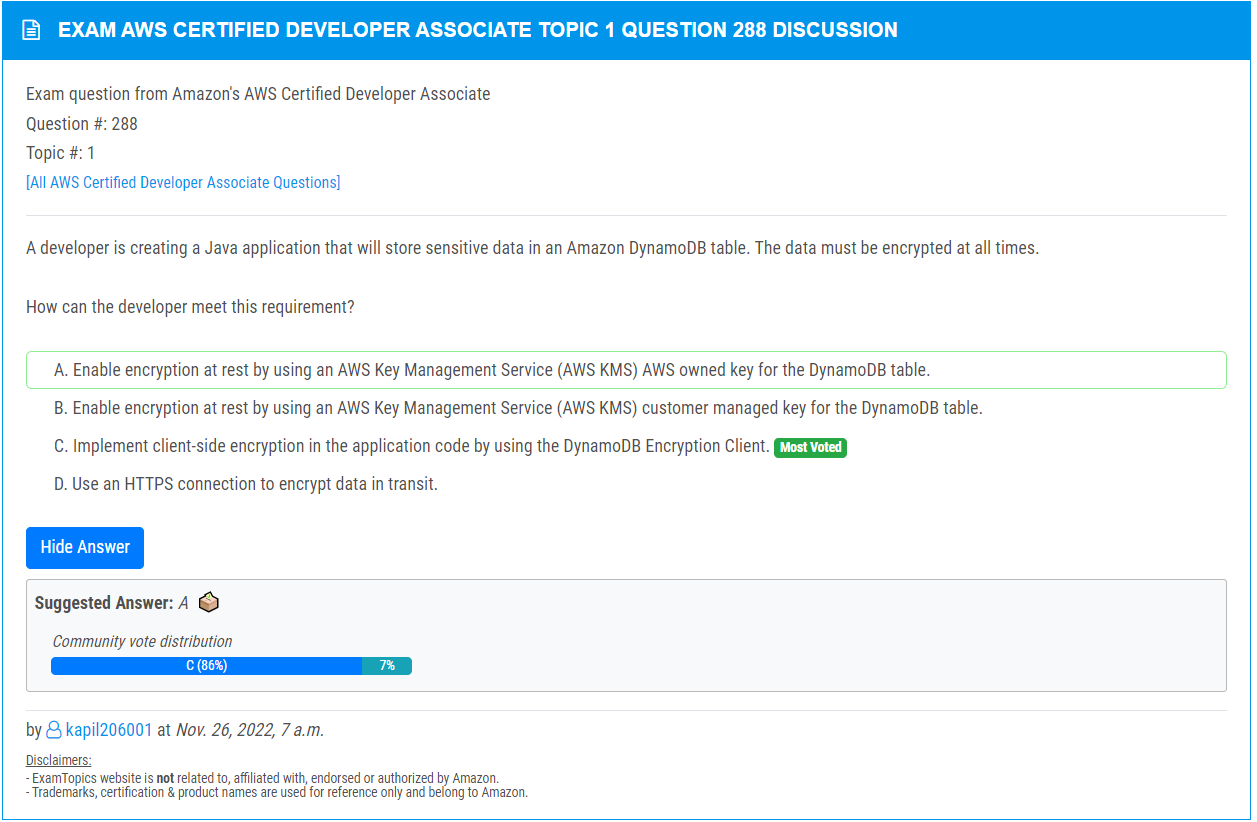 EXAM AWS CERTIFIED DEVELOPER ASSOCIATE TOPIC 1 QUESTION 288 DISCUSSION
Exam question from Amazon's AWS Certified Developer Associate
Question #: 288
Topic #: 1
[All AWS Certified Developer Associate Questions]
A developer is creating a Java application that will store sensitive data in an Amazon DynamoDB table. The data must be encrypted at all times.
How can the developer meet this requirement?
A. Enable encryption at rest by using an AWS Key Management Service (AWS KMS) AWS owned key for the DynamoDB table.
B. Enable encryption at rest by using an AWS Key Management Service (AWS KMS) customer managed key for the DynamoDB table.
C. Implement client-side encryption in the application code by using the DynamoDB Encryption Client. Most Voted
D. Use an HTTPS connection to encrypt data in transit.
Hide Answer
Suggested Answer: A
Community vote distribution
C (86%) 7%
by kapil206001 at Nov. 26, 2022, 7 a.m.
Disclaimers:
- ExamTopics website is not related to, affiliated with, endorsed or authorized by Amazon.
- Trademarks, certification & product names are used for reference only and belong to Amazon.